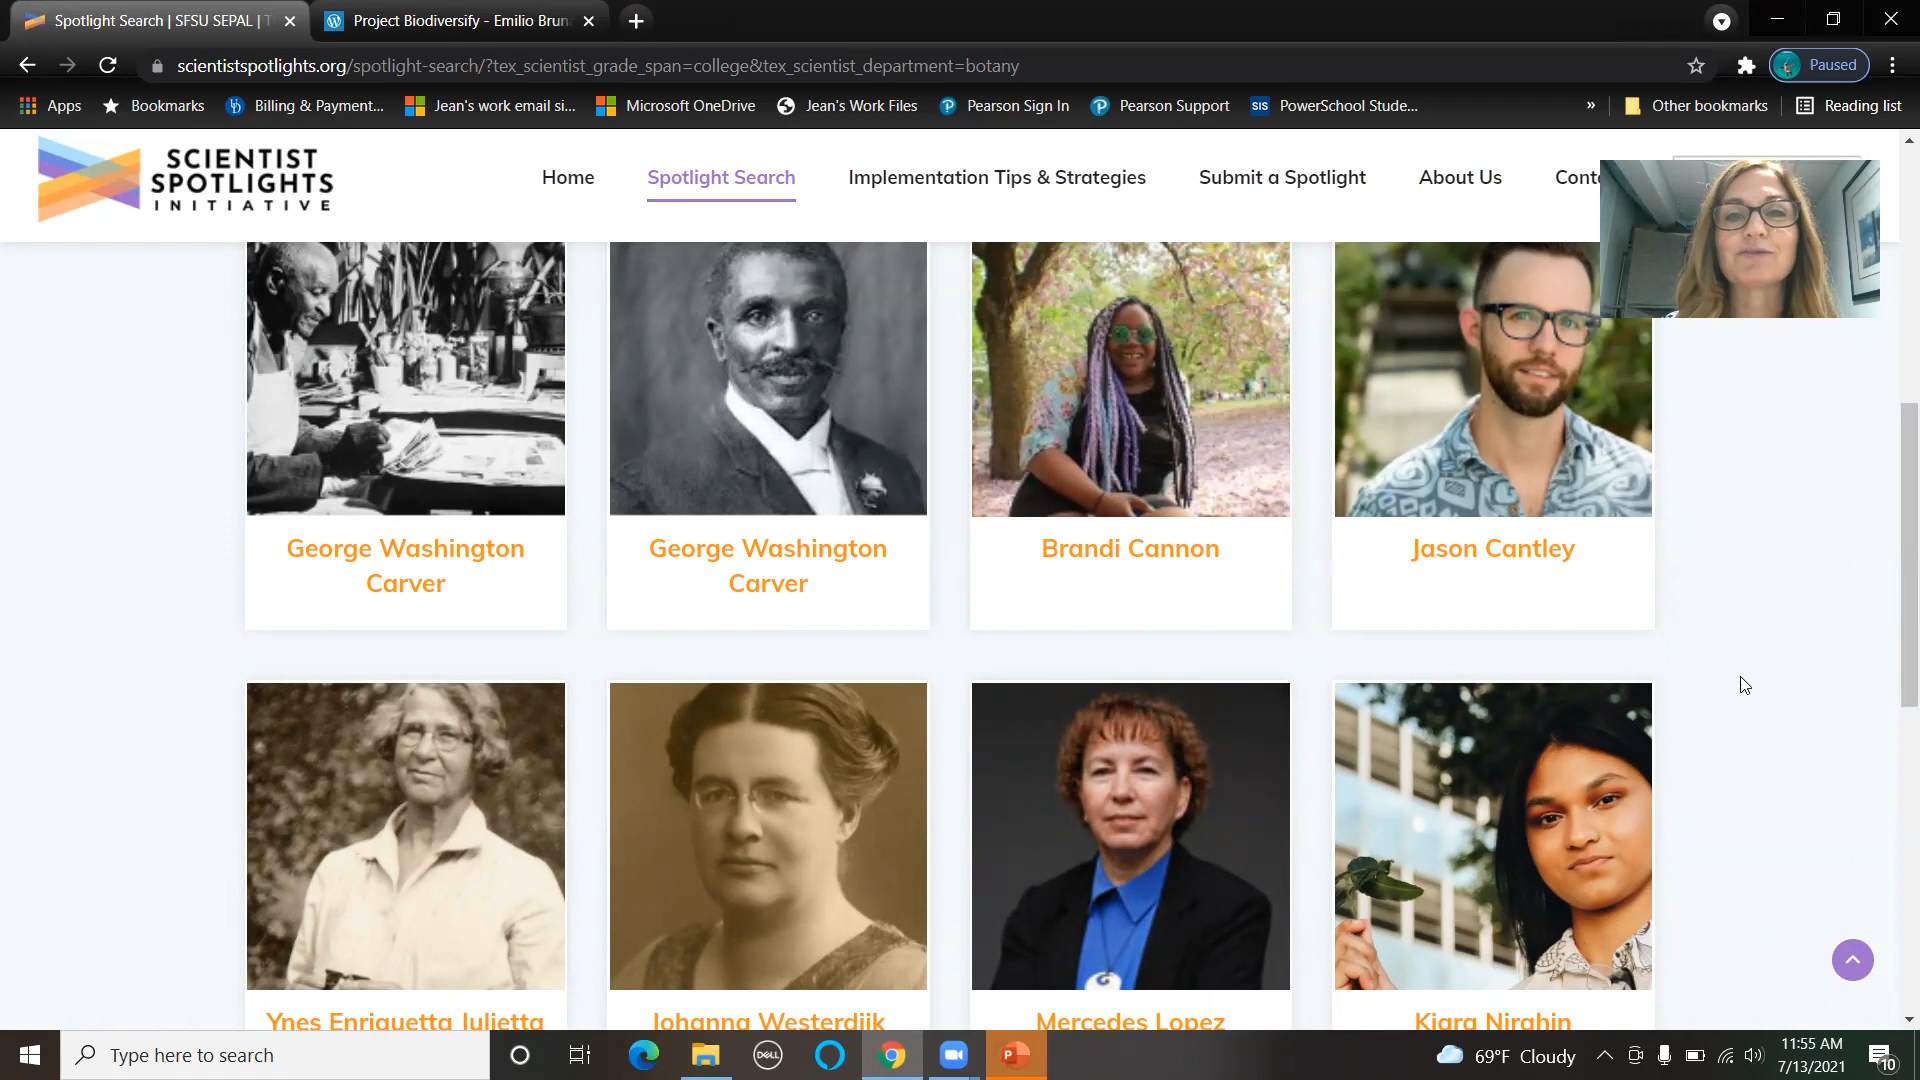 Spotlight Search | SFSU SEPAL | T
Project Biodiversify - Emilio Brun
scientistspotlights.org/spotlight-search/?tex_scientist_grade_span=college&tex_scientist_department=botany
Paused
Apps
Bookmarks
Billing & Payment...
Jean's work email si...
Microsoft OneDrive
Jean's Work Files
Pearson Sign In
Pearson Support
SIS
PowerSchool Stude...
»
Other bookmarks
Reading list
SCIENTIST
SPOTLIGHTS
INITIATIVE
Home
Spotlight Search
Implementation Tips & Strategies
Submit a Spotlight
About Us
Conta
George Washington
Carver
George Washington
Carver
Brandi Cannon
Jason Cantley
Ynes Enriquetta Julietta
Johanna Westerdijk
Mercedes Lopez
Kiara Nirghin
Type here to search
DELL
69°F Cloudy
11:55 AM
7/13/2021
10